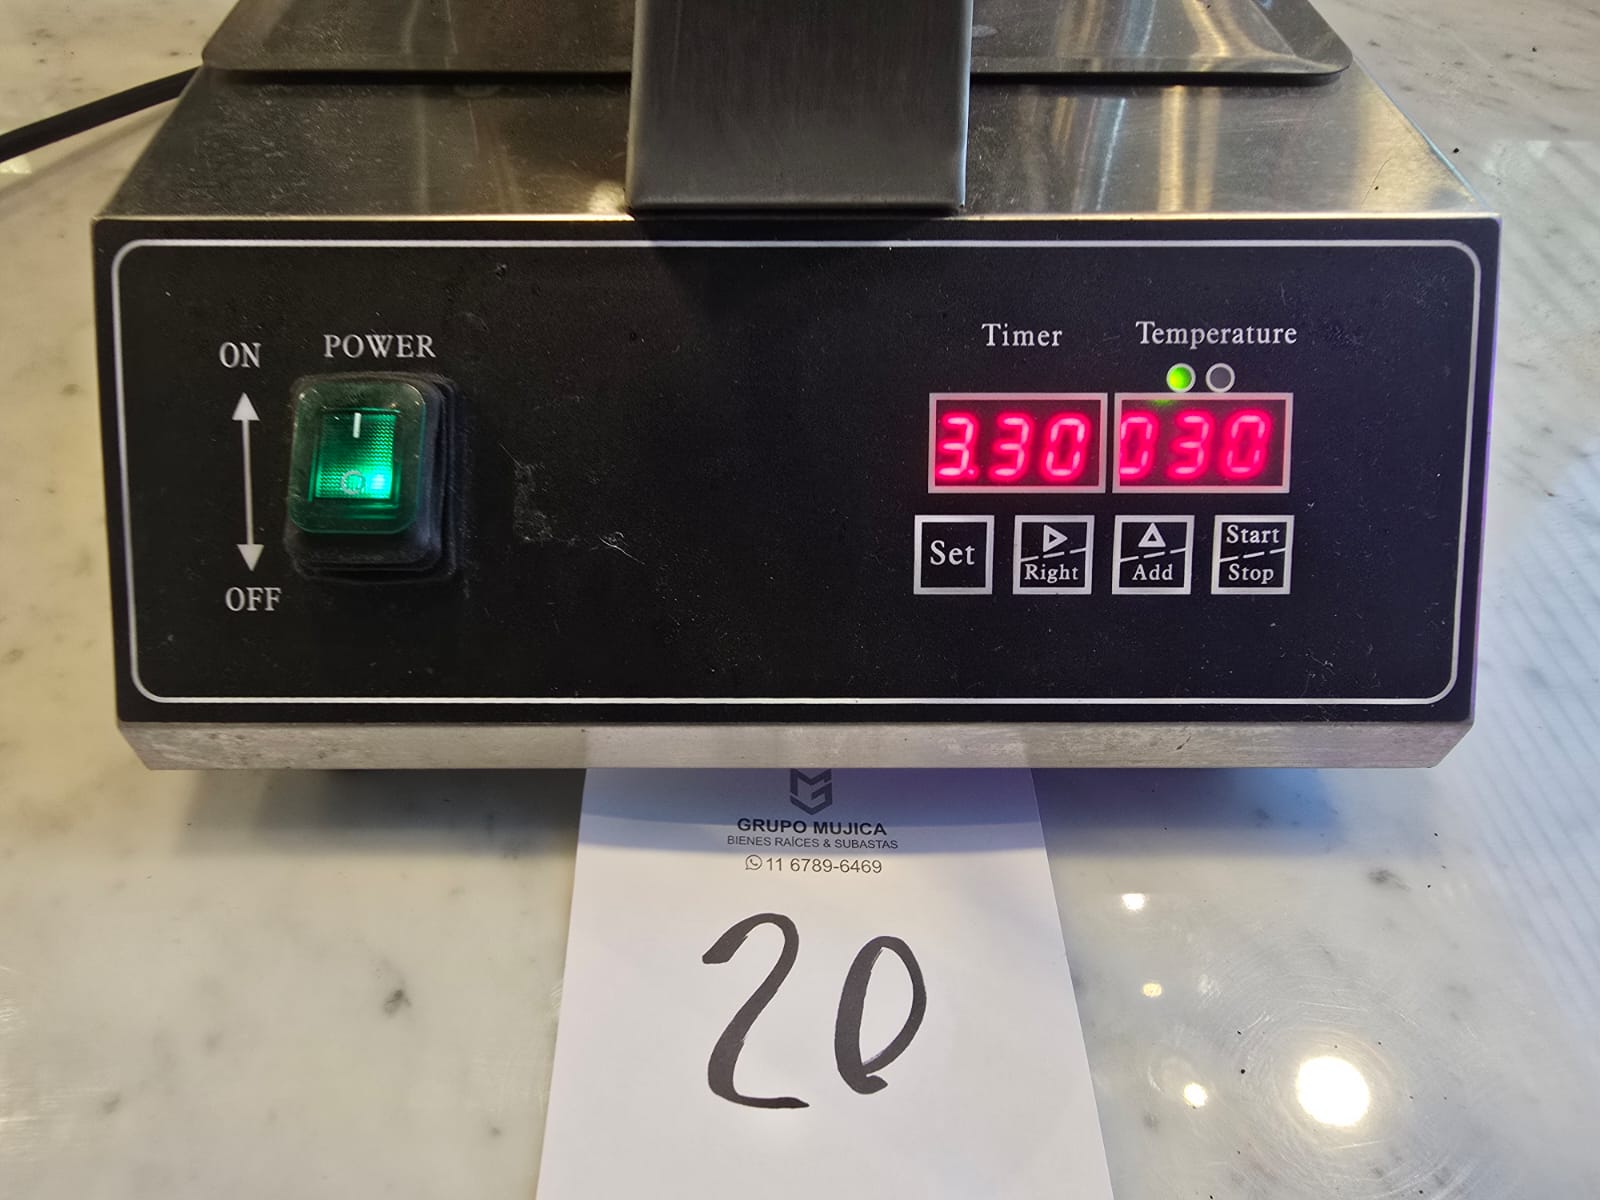 ON
POWER
OFF
Timer
Temperature
3.30
030
Set
Right
Add
Start
Stop
MG
GRUPO MUJICA
BIENES RAÍCES & SUBASTAS
11 6789-6469
20